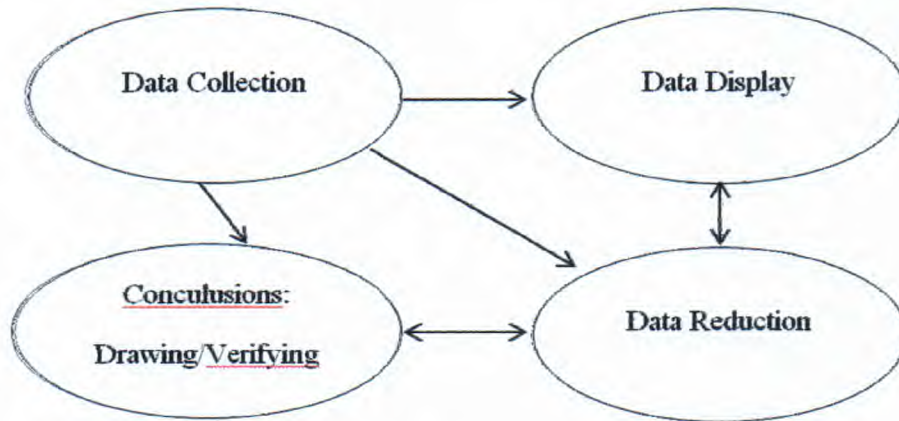 Data Collection
Data Display
Conculusions:
Drawing/Verifying
Data Reduction